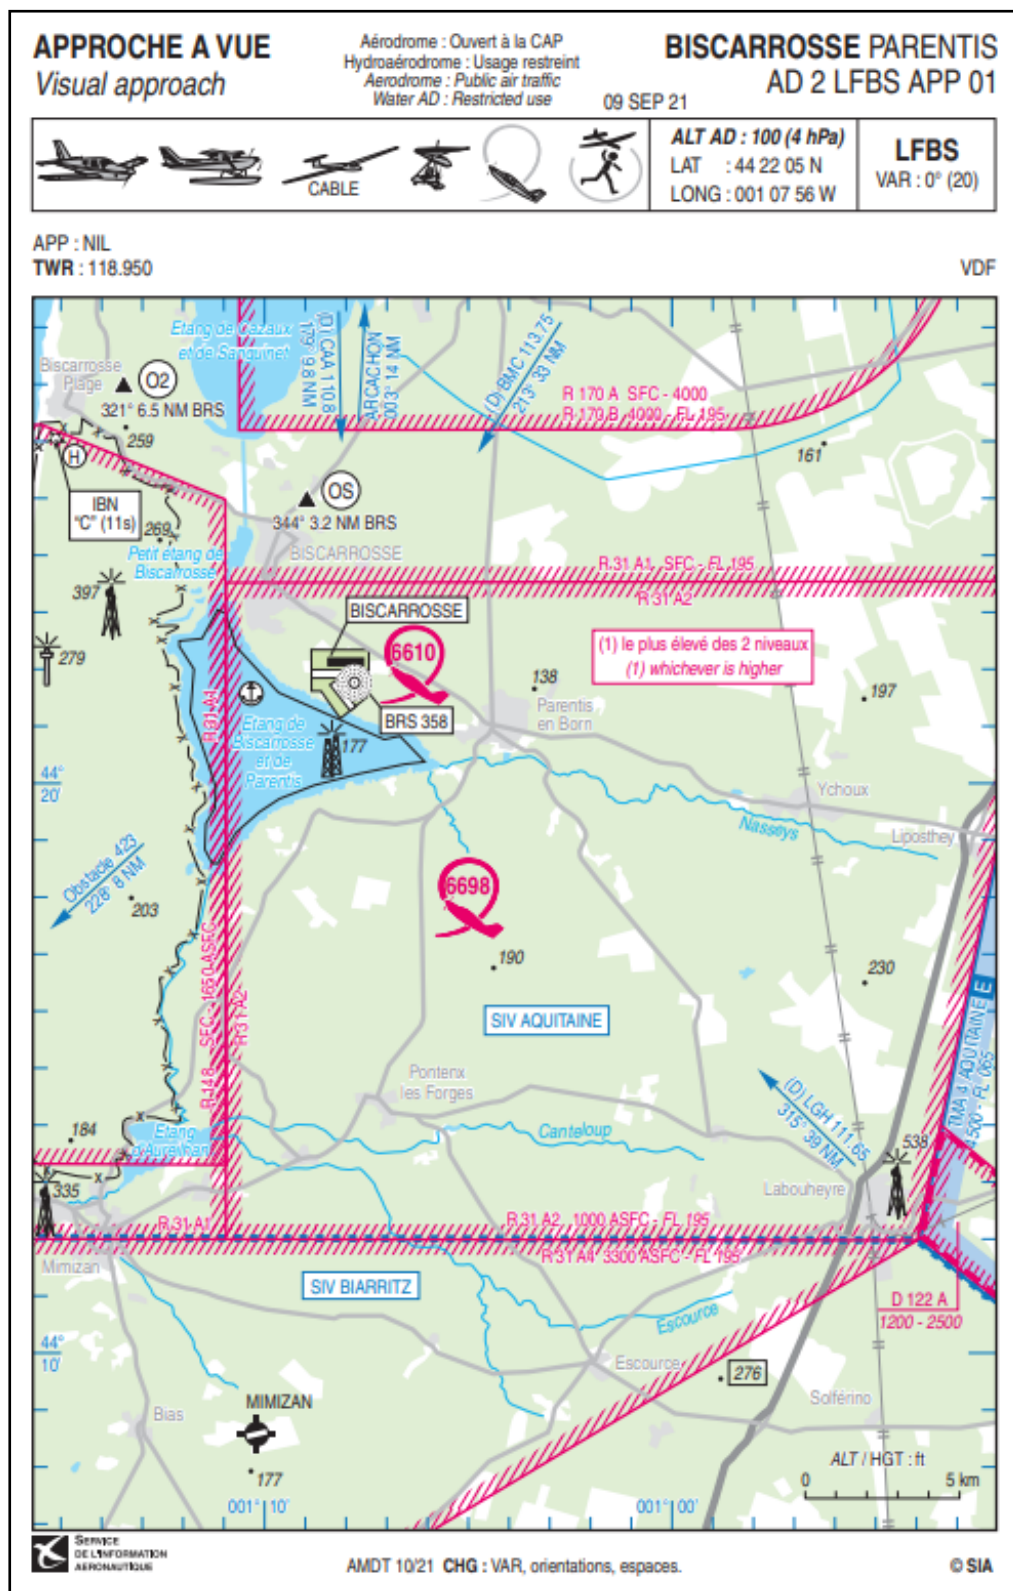 APPROCHE A VUE
Visual approach
Aérodrome : Ouvert à la CAP
Hydroaérodrome : Usage restreint
Aerodrome : Public air traffic
Water AD : Restricted use
09 SEP 21
BISCARROSSE PARENTIS
AD 2 LFBS APP 01
CABLE
ALT AD : 100 (4 hPa)
LAT : 44 22 05 N
LONG : 001 07 56 W
LFBS
VAR : 0° (20)
APP : NIL
TWR : 118.950
VDF
Etang de Cazaux
et de Sanguinet
Biscarrosse
Plage
O2
321° 6.5 NM BRS
259
(D) CAA 110.8
179° 9.8 NM
ARCACHON
003° 14 NM
(D) BMC 113.75
213° 33 NM
R 170 A SFC - 4000
R 170 B 4000 - FL 195
161
H
IBN
"C" (11s)
269
OS
344° 3.2 NM BRS
BISCARROSSE
Petit étang de
Biscarrosse
397
279
R 31 A1 SFC - FL 195
R 31 A2
BISCARROSSE
6610
(1) le plus élevé des 2 niveaux
(1) whichever is higher
138
197
Parentis
en Born
BRS 358
R 31 A1
Etang de
Biscarrosse
et de
Parentis
177
44°
20'
Ychoux
Nasseys
Liposthey
Obstacle 423
228° 8 NM
203
6698
190
230
SIV AQUITAINE
R 148 SFC - 1650 ASFC
R 31 A2
E
TMA 4 AQUITAINE
4500 - FL 065
Pontenx
les Forges
(D) LGH 111.65
315° 39 NM
184
Etang
d'Aureilhan
Canteloup
538
335
Labouheyre
R 31 A1
R 31 A2 1000 ASFC - FL 195
R 31 A4 3300 ASFC - FL 195
Mimizan
SIV BIARRITZ
D 122 A
1200 - 2500
Escource
44°
10'
Escource
276
Solférino
MIMIZAN
Bias
177
ALT / HGT : ft
0 5 km
001° 10'
001° 00'
SERVICE
DE L'INFORMATION
AERONAUTIQUE
AMDT 10/21 CHG : VAR, orientations, espaces.
© SIA